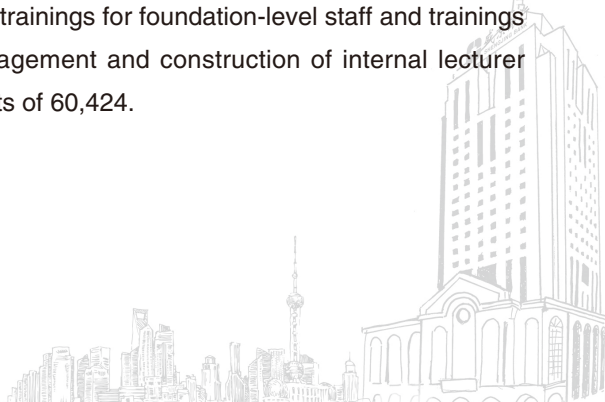 trainings for foundation-level staff and trainings
agement and construction of internal lecturer
ts of 60,424.